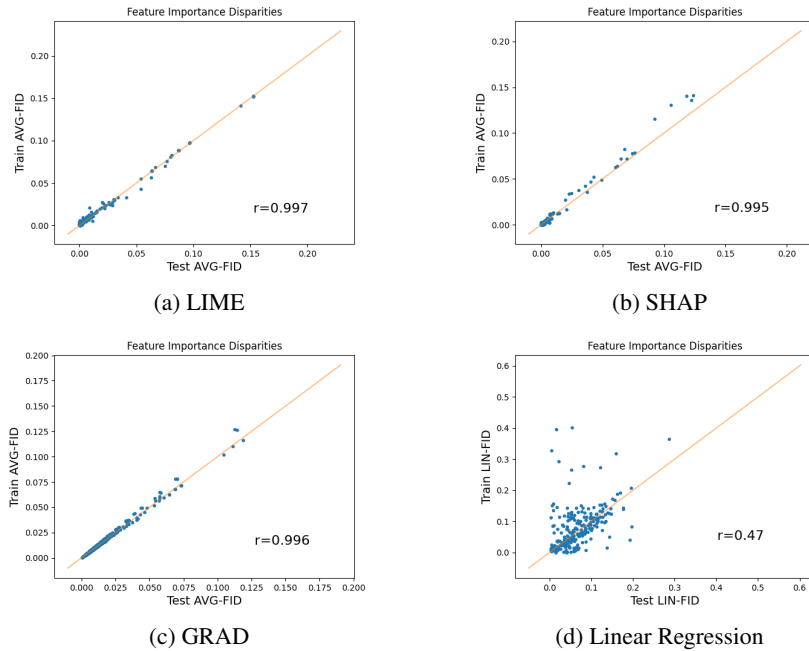 Feature Importance Disparities
Train AVG-FID
0.20
0.15
0.10
0.05
0.00
r=0.997
0.00 0.05 0.10 0.15 0.20
Test AVG-FID
(a) LIME
Feature Importance Disparities
Train AVG-FID
0.20
0.15
0.10
0.05
0.00
r=0.995
0.00 0.05 0.10 0.15 0.20
Test AVG-FID
(b) SHAP
Feature Importance Disparities
Train AVG-FID
0.200
0.175
0.150
0.125
0.100
0.075
0.050
0.025
0.000
r=0.996
0.000 0.025 0.050 0.075 0.100 0.125 0.150 0.175 0.200
Test AVG-FID
(c) GRAD
Feature Importance Disparities
Train LIN-FID
0.6
0.5
0.4
0.3
0.2
0.1
0.0
r=0.47
0.0 0.1 0.2 0.3 0.4 0.5 0.6
Test LIN-FID
(d) Linear Regression